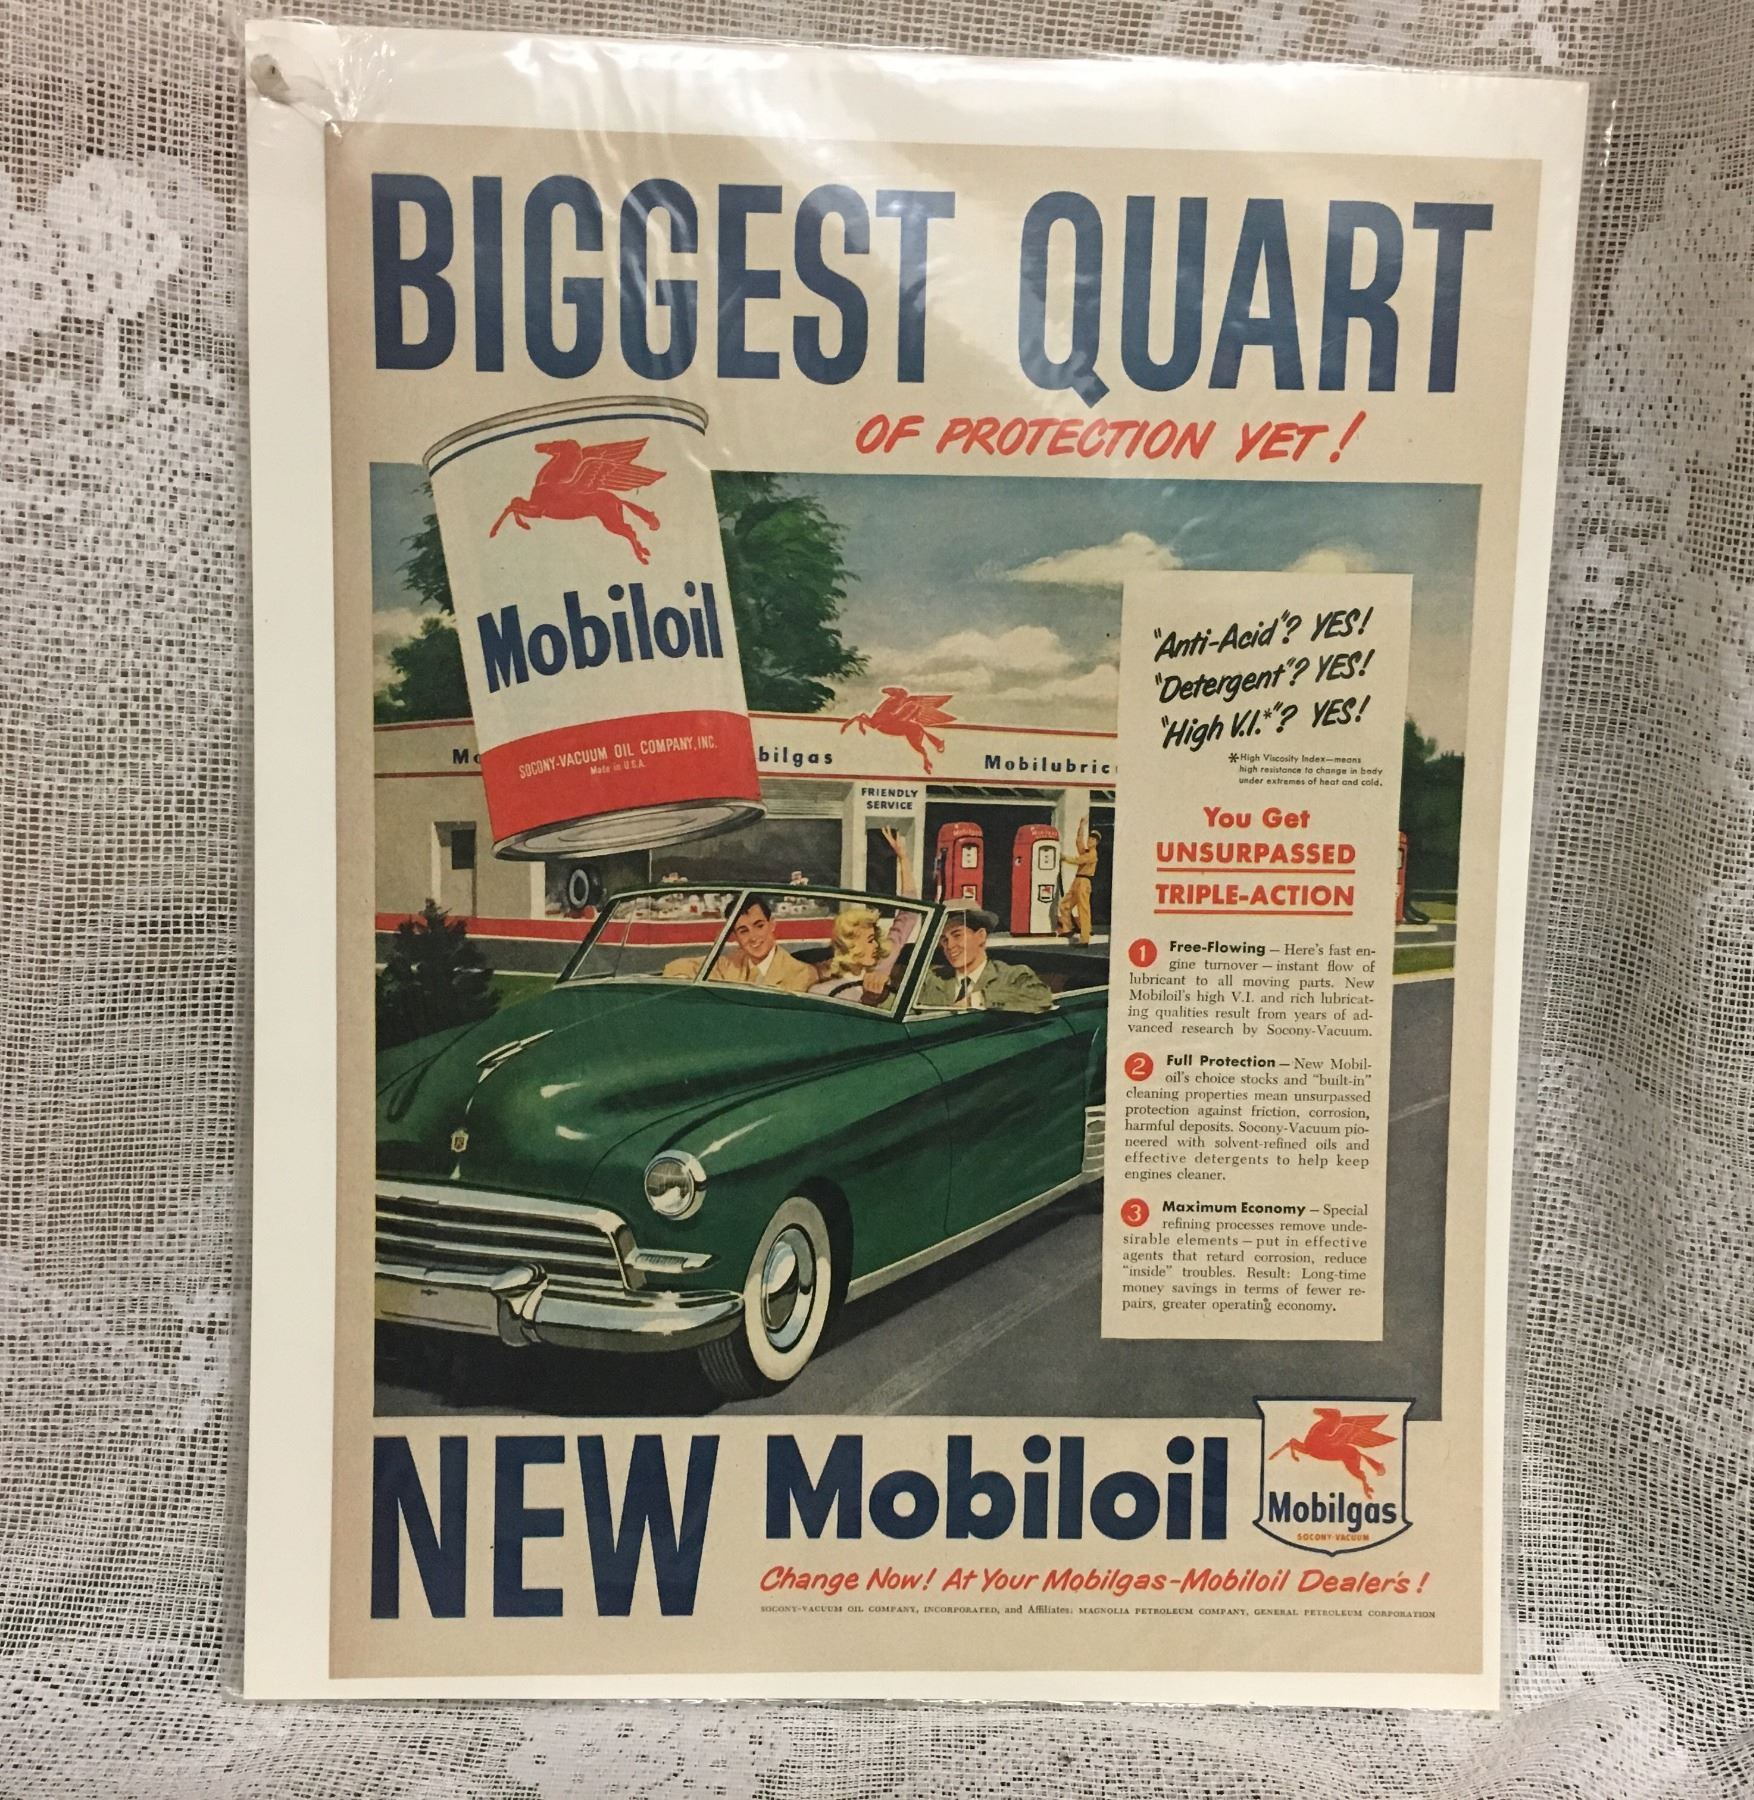 BIGGEST QUART
OF PROTECTION YET!
Mobiloil
SOCONY-VACUUM OIL COMPANY, INC.
Made in U.S.A.
Mo
bilgas
Mobilubric
FRIENDLY
SERVICE
Mobilgas
"Anti-Acid"? YES!
"Detergent"? YES!
"High V.I.*"? YES!
*High Viscosity Index—means
high resistance to change in body
under extremes of heat and cold.
You Get
UNSURPASSED
TRIPLE-ACTION
1 Free-Flowing — Here's fast en-
gine turnover — instant flow of
lubricant to all moving parts. New
Mobiloil's high V.I. and rich lubricat-
ing qualities result from years of ad-
vanced research by Socony-Vacuum.
2 Full Protection — New Mobil-
oil's choice stocks and "built-in"
cleaning properties mean unsurpassed
protection against friction, corrosion,
harmful deposits. Socony-Vacuum pio-
neered with solvent-refined oils and
effective detergents to help keep
engines cleaner.
3 Maximum Economy — Special
refining processes remove unde-
sirable elements — put in effective
agents that retard corrosion, reduce
"inside" troubles. Result: Long-time
money savings in terms of fewer re-
pairs, greater operating economy.
NEW Mobiloil
Mobilgas
SOCONY-VACUUM
Change Now! At Your Mobilgas-Mobiloil Dealer's!
SOCONY-VACUUM OIL COMPANY, INCORPORATED, and Affiliates: MAGNOLIA PETROLEUM COMPANY, GENERAL PETROLEUM CORPORATION